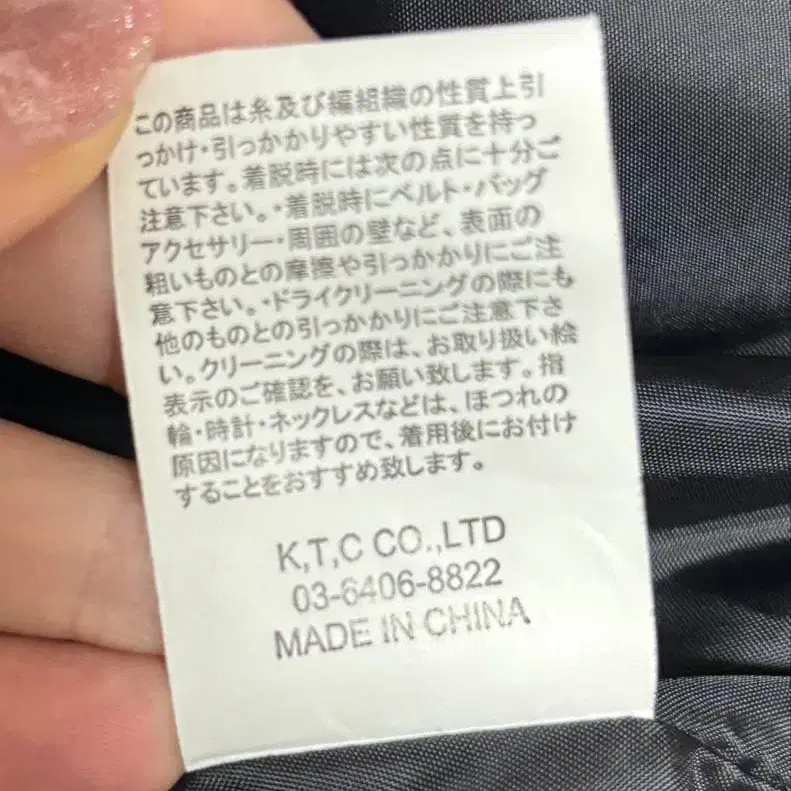 この商品は糸及び編組織の性質上引
っかけ・引っかかりやすい性質を持っ
ています。着脱時には次の点に十分ご
注意下さい。・着脱時にベルト・バッグ
アクセサリー・周囲の壁など、表面の
粗いものとの摩擦や引っかかりにご注
意下さい。・ドライクリーニングの際にも
他のものとの引っかかりにご注意下さ
い。クリーニングの際は、お取り扱い絵
表示のご確認を、お願い致します。指
輪・時計・ネックレスなどは、ほつれの
原因になりますので、着用後にお付け
することをおすすめ致します。
K,T,C CO.,LTD
03-6406-8822
MADE IN CHINA